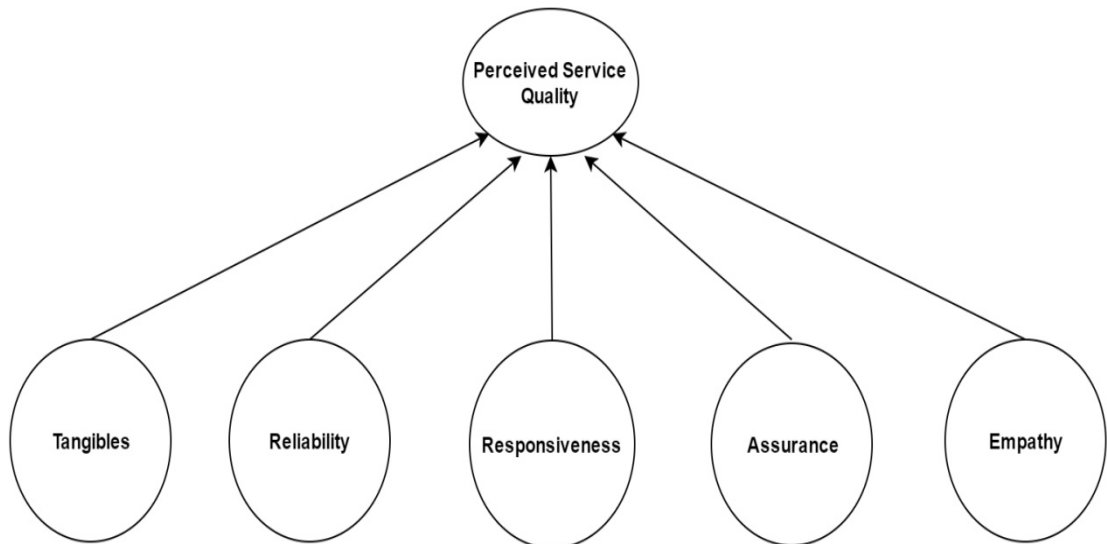 Perceived Service
Quality
Tangibles
Reliability
Responsiveness
Assurance
Empathy